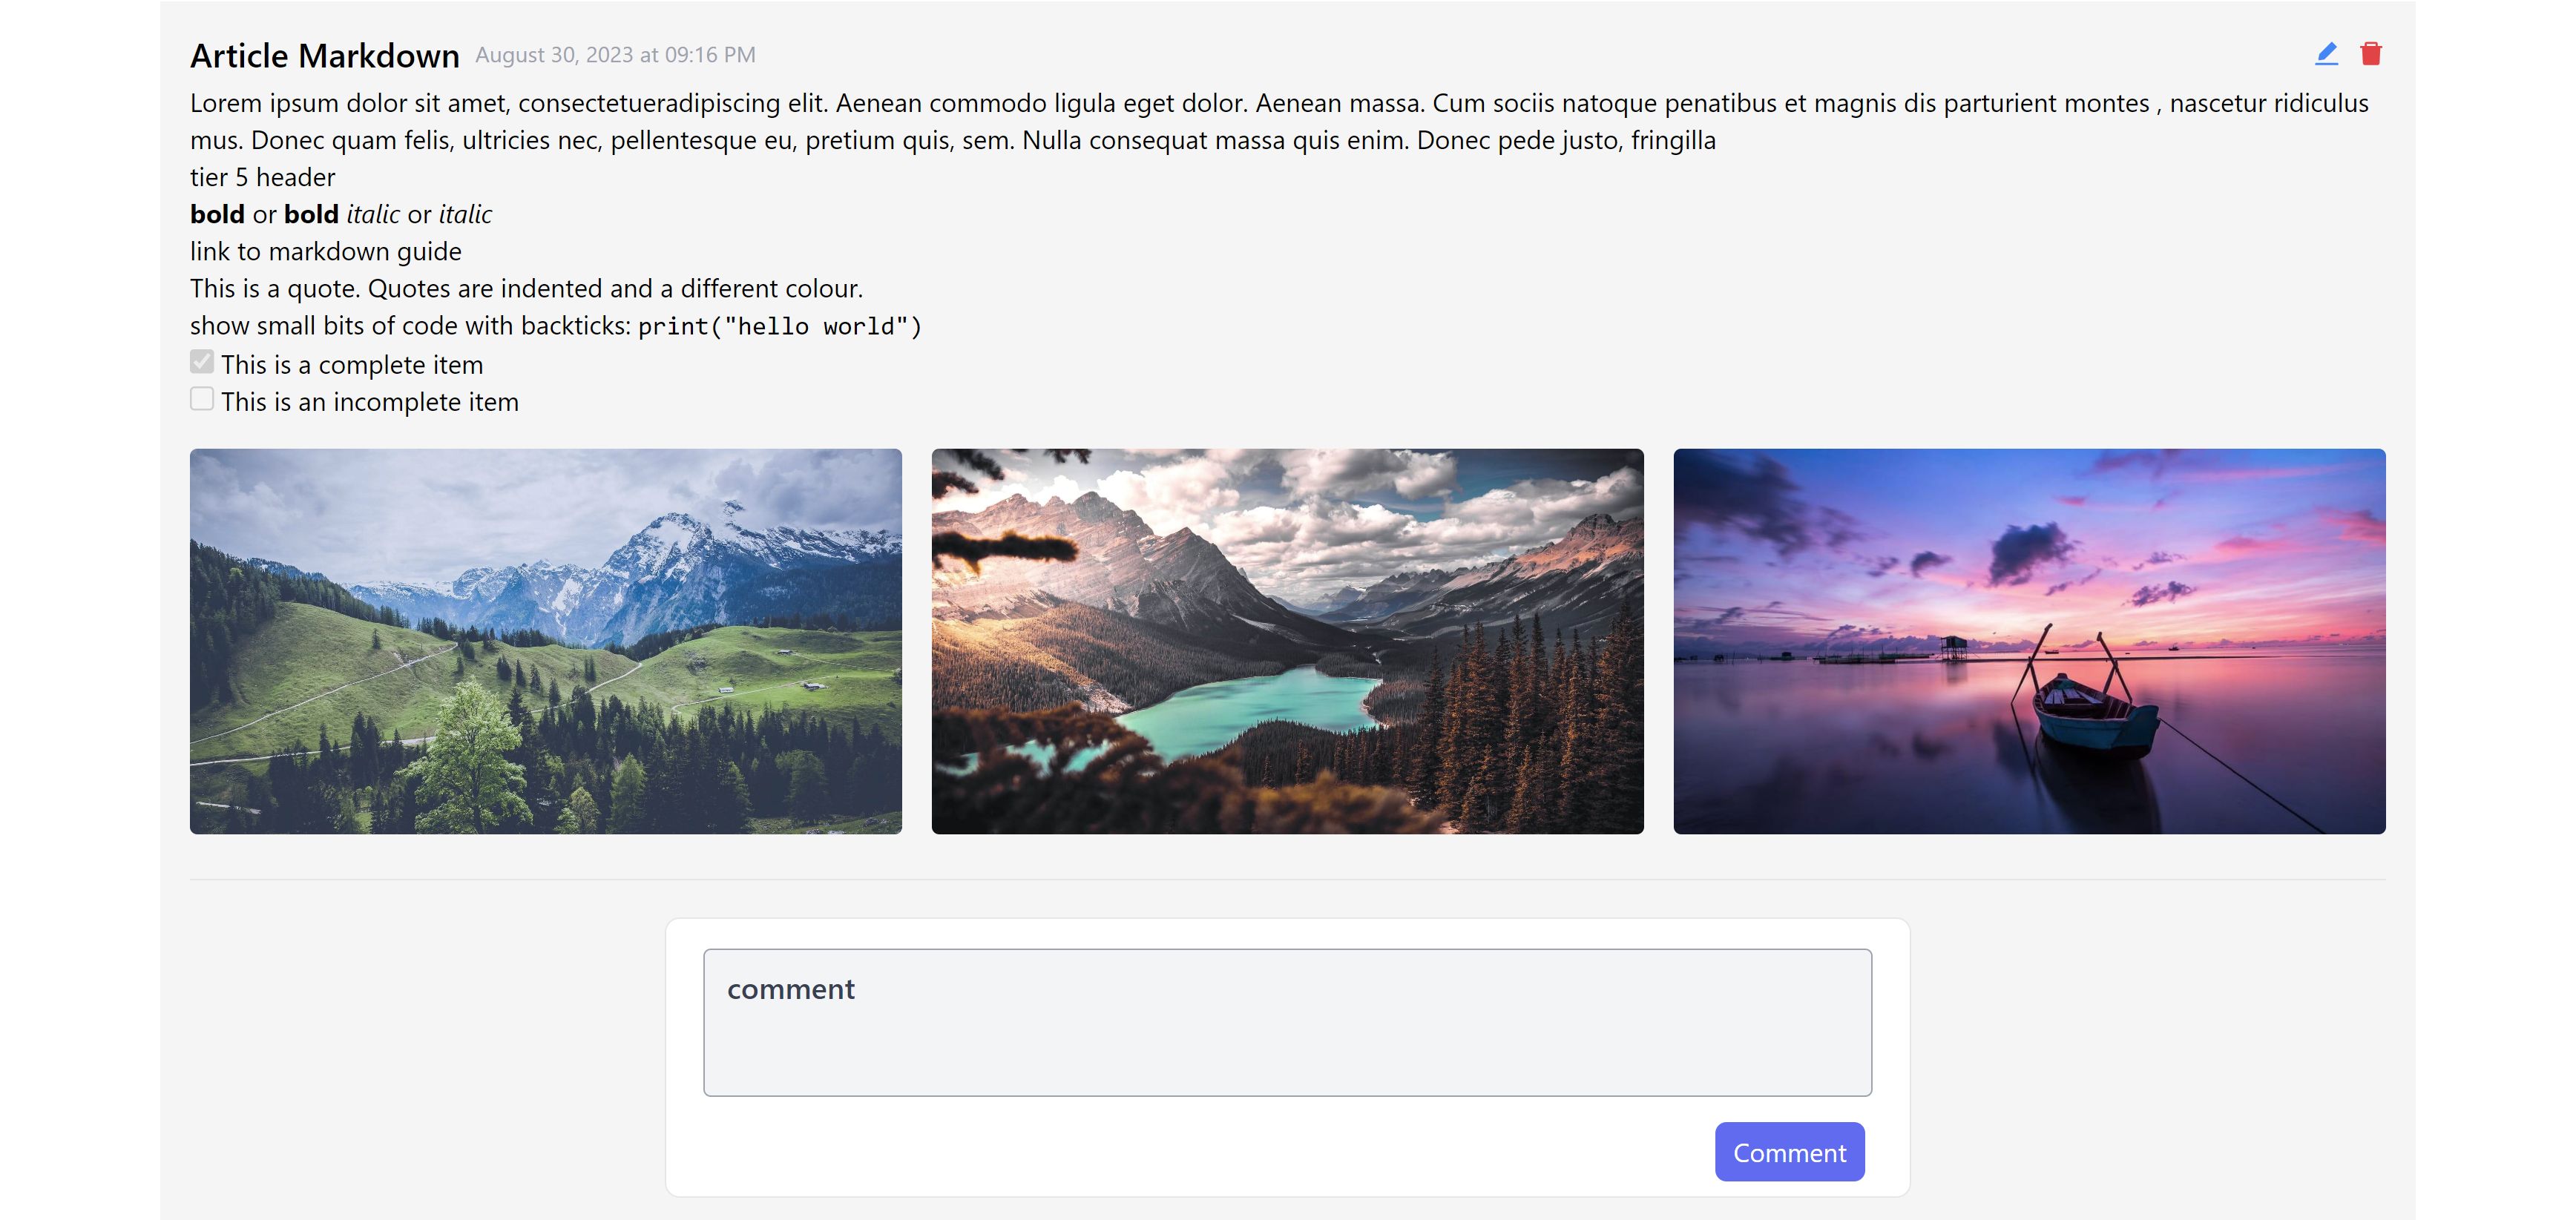 Article Markdown August 30, 2023 at 09:16 PM
Lorem ipsum dolor sit amet, consectetueradipiscing elit. Aenean commodo ligula eget dolor. Aenean massa. Cum sociis natoque penatibus et magnis dis parturient montes , nascetur ridiculus
mus. Donec quam felis, ultricies nec, pellentesque eu, pretium quis, sem. Nulla consequat massa quis enim. Donec pede justo, fringilla
tier 5 header
bold or bold italic or italic
link to markdown guide
This is a quote. Quotes are indented and a different colour.
show small bits of code with backticks: print("hello world")
This is a complete item
This is an incomplete item
comment
Comment